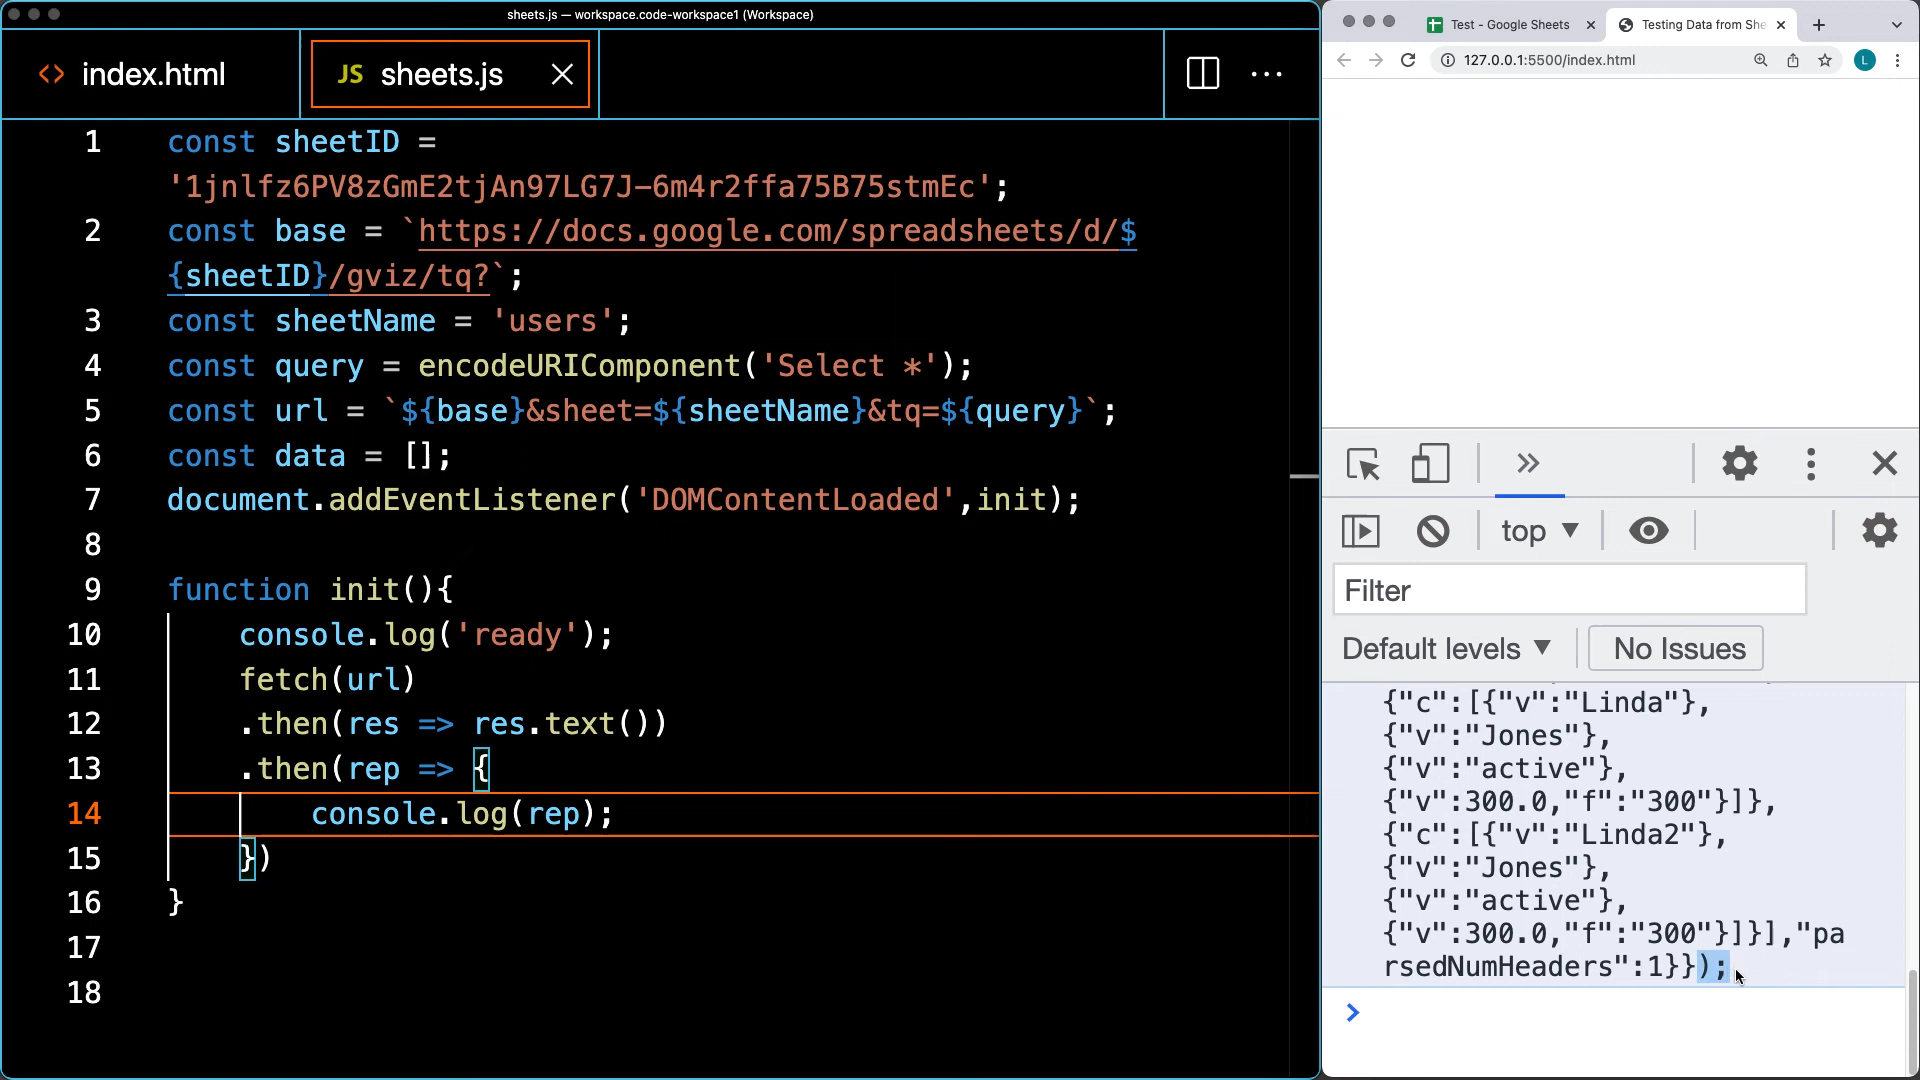 sheets.js — workspace.code-workspace1 (Workspace)
<> index.html
JS sheets.js
1 const sheetID =
'1jnlfz6PV8zGmE2tjAn97LG7J-6m4r2ffa75B75stmEc';
2 const base = `https://docs.google.com/spreadsheets/d/$
{sheetID}/gviz/tq?`;
3 const sheetName = 'users';
4 const query = encodeURIComponent('Select *');
5 const url = `${base}&sheet=${sheetName}&tq=${query}`;
6 const data = [];
7 document.addEventListener('DOMContentLoaded',init);
8
9 function init(){
10 console.log('ready');
11 fetch(url)
12 .then(res => res.text())
13 .then(rep => {
14 console.log(rep);
15 })
16 }
17
18
Test - Google Sheets
Testing Data from She
127.0.0.1:5500/index.html
L
top
Filter
Default levels
No Issues
{"c":[{"v":"Linda"},
{"v":"Jones"},
{"v":"active"},
{"v":300.0,"f":"300"}]},
{"c":[{"v":"Linda2"},
{"v":"Jones"},
{"v":"active"},
{"v":300.0,"f":"300"}]}],"pa
rsedNumHeaders":1}});